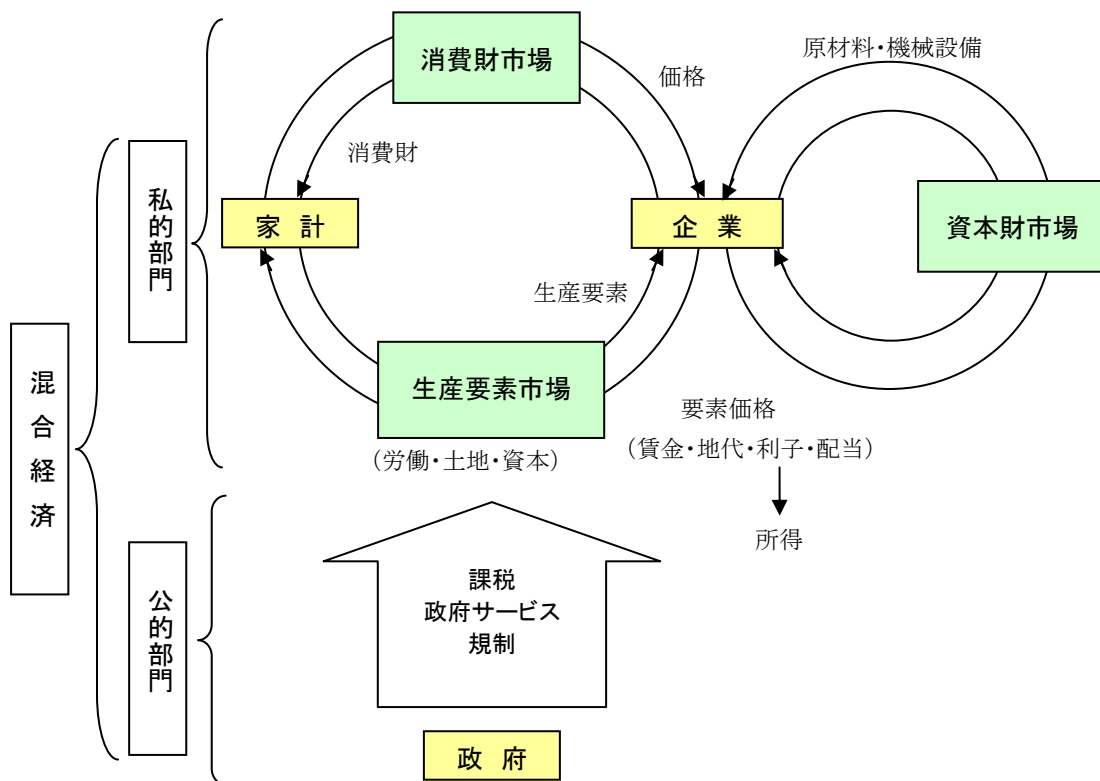 原材料・機械設備
消費財市場
価格
消費財
私的部門
家計
企業
資本財市場
生産要素
混合経済
生産要素市場
要素価格
（労働・土地・資本）
（賃金・地代・利子・配当）
所得
公的部門
課税
政府サービス
規制
政府